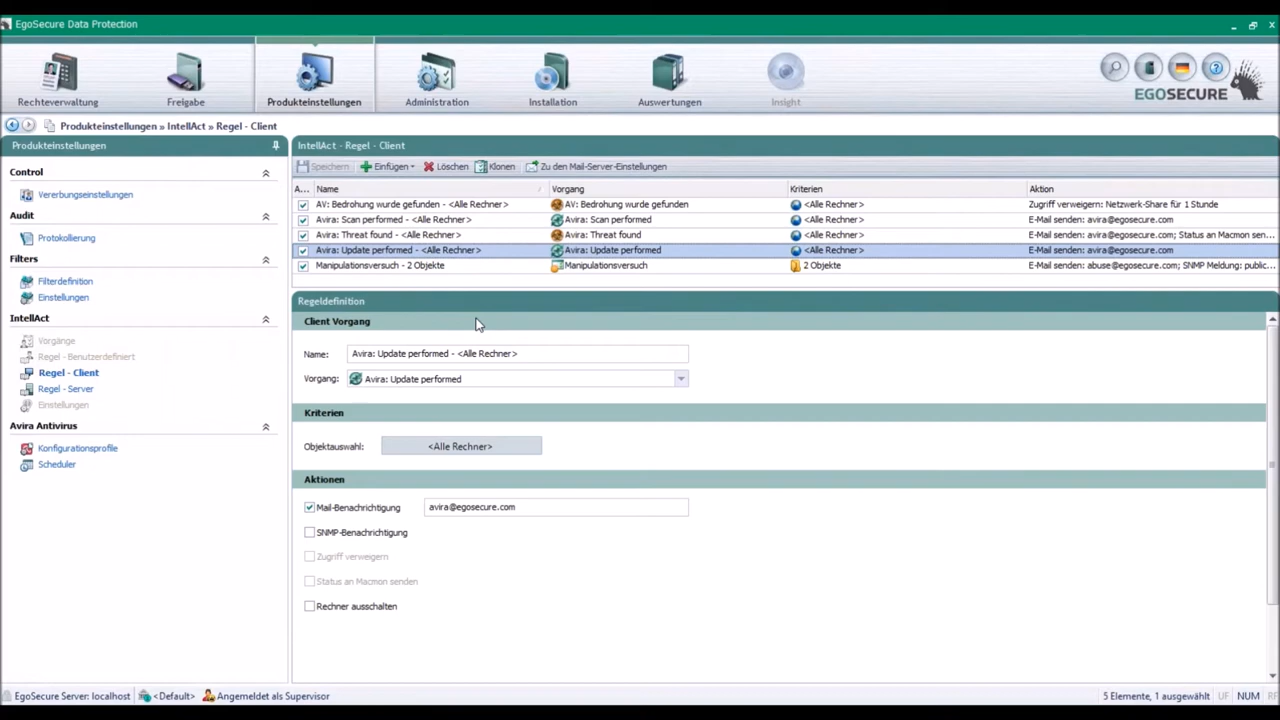 EgoSecure Data Protection
Rechteverwaltung
Freigabe
Produkteinstellungen
Administration
Installation
Auswertungen
Insight
EGOSECURE
Produkteinstellungen » IntellAct » Regel - Client
Produkteinstellungen
Control
Vererbungseinstellungen
Audit
Protokollierung
Filters
Filterdefinition
Einstellungen
IntellAct
Vorgänge
Regel - Benutzerdefiniert
Regel - Client
Regel - Server
Einstellungen
Avira Antivirus
Konfigurationsprofile
Scheduler
IntellAct - Regel - Client
Speichern Einfügen Löschen Klonen Zu den Mail-Server-Einstellungen
A... Name Vorgang Kriterien Aktion
AV: Bedrohung wurde gefunden - <Alle Rechner> AV: Bedrohung wurde gefunden <Alle Rechner> Zugriff verweigern: Netzwerk-Share für 1 Stunde
Avira: Scan performed - <Alle Rechner> Avira: Scan performed <Alle Rechner> E-Mail senden: avira@egosecure.com
Avira: Threat found - <Alle Rechner> Avira: Threat found <Alle Rechner> E-Mail senden: avira@egosecure.com; Status an Macmon sen...
Avira: Update performed - <Alle Rechner> Avira: Update performed <Alle Rechner> E-Mail senden: avira@egosecure.com
Manipulationsversuch - 2 Objekte Manipulationsversuch 2 Objekte E-Mail senden: abuse@egosecure.com; SNMP Meldung: public...
Regeldefinition
Client Vorgang
Name: Avira: Update performed - <Alle Rechner>
Vorgang: Avira: Update performed
Kriterien
Objektauswahl: <Alle Rechner>
Aktionen
Mail-Benachrichtigung avira@egosecure.com
SNMP-Benachrichtigung
Zugriff verweigern
Status an Macmon senden
Rechner ausschalten
EgoSecure Server: localhost <Default> Angemeldet als Supervisor 5 Elemente, 1 ausgewählt UF NUM RF